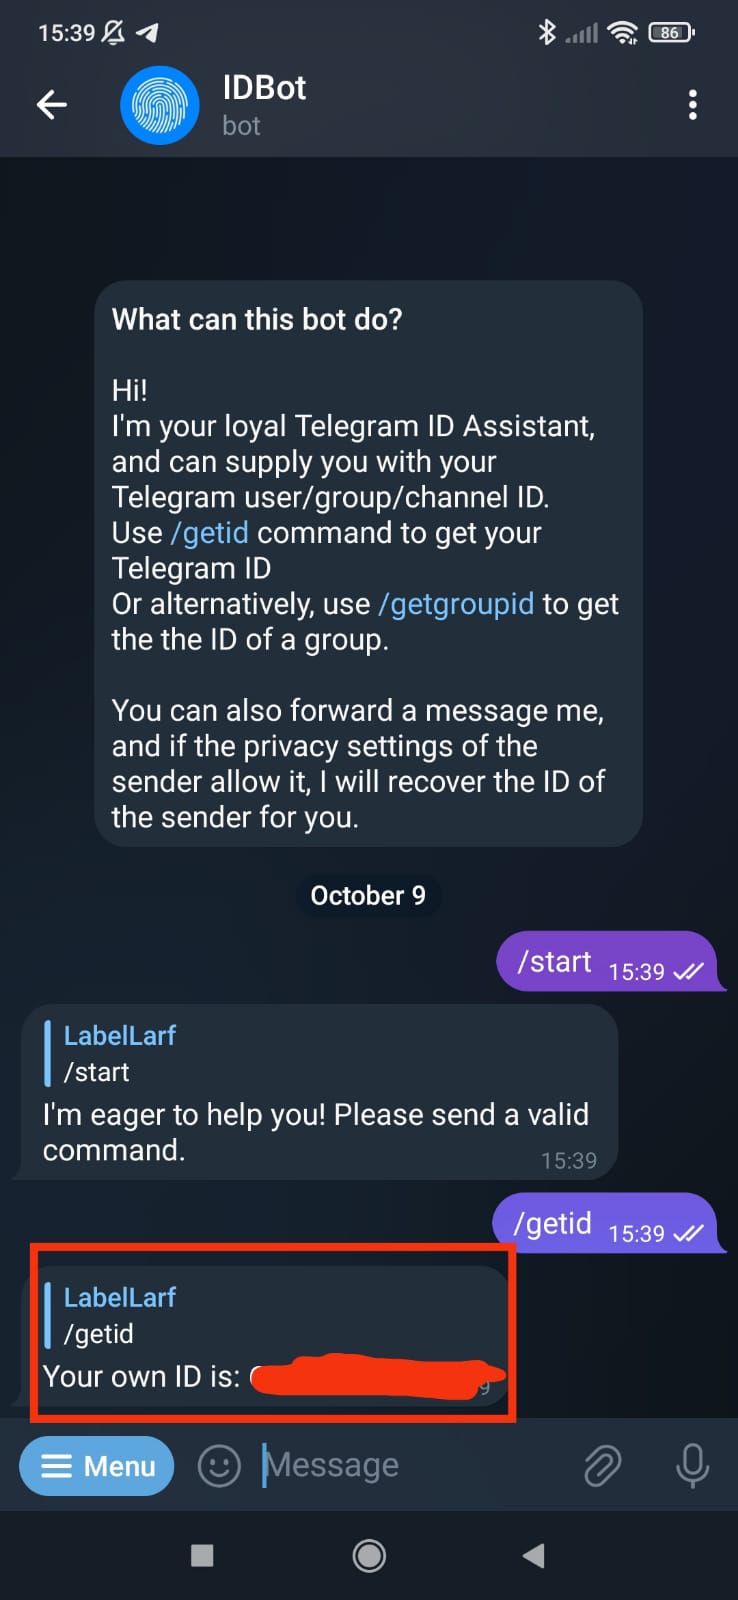 15:39
86
IDBot
bot
What can this bot do?
Hi!
I'm your loyal Telegram ID Assistant,
and can supply you with your
Telegram user/group/channel ID.
Use /getid command to get your
Telegram ID
Or alternatively, use /getgroupid to get
the the ID of a group.
You can also forward a message me,
and if the privacy settings of the
sender allow it, I will recover the ID of
the sender for you.
October 9
/start 15:39
LabelLarf
/start
I'm eager to help you! Please send a valid
command.
15:39
/getid 15:39
LabelLarf
/getid
Your own ID is:
Menu
Message